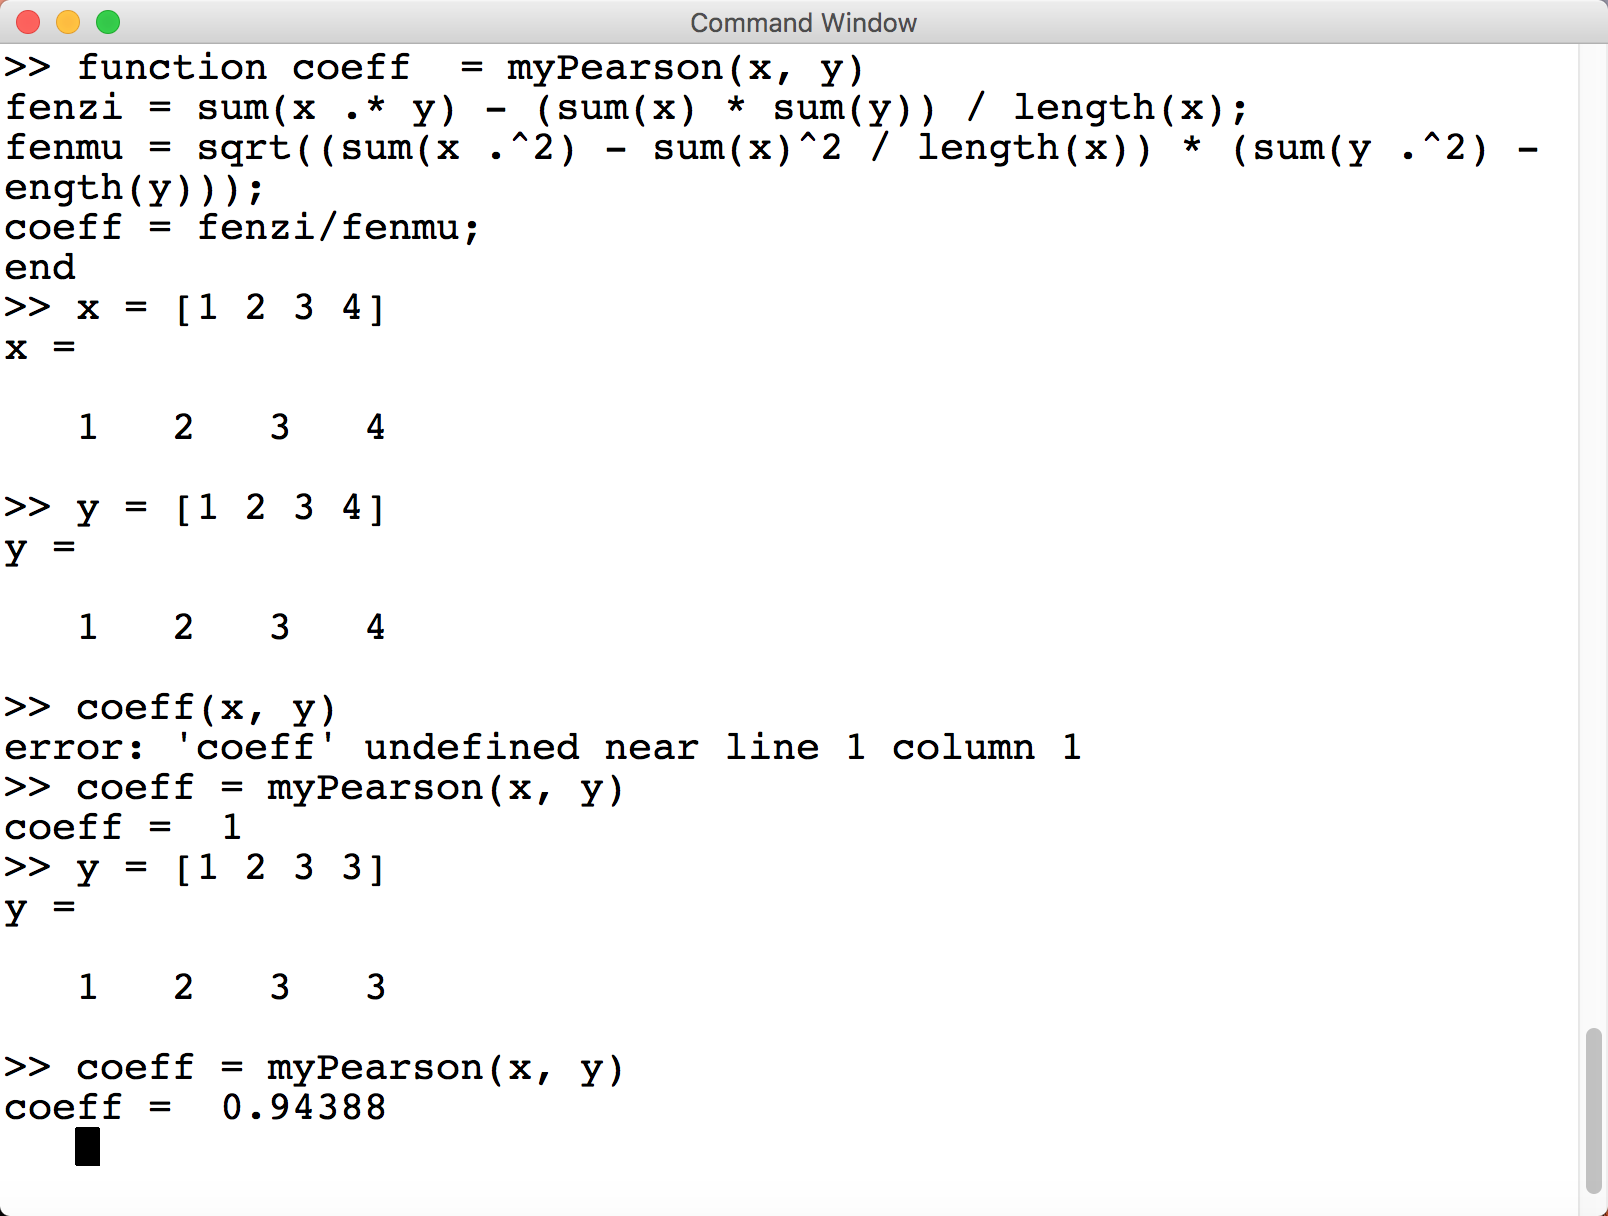 Command Window
>> function coeff  = myPearson(x, y)
fenzi = sum(x .* y) - (sum(x) * sum(y)) / length(x);
fenmu = sqrt((sum(x .^2) - sum(x)^2 / length(x)) * (sum(y .^2) -
ength(y)));
coeff = fenzi/fenmu;
end
>> x = [1 2 3 4]
x =
1   2   3   4
>> y = [1 2 3 4]
y =
1   2   3   4
>> coeff(x, y)
error: 'coeff' undefined near line 1 column 1
>> coeff = myPearson(x, y)
coeff =  1
>> y = [1 2 3 3]
y =
1   2   3   3
>> coeff = myPearson(x, y)
coeff =  0.94388